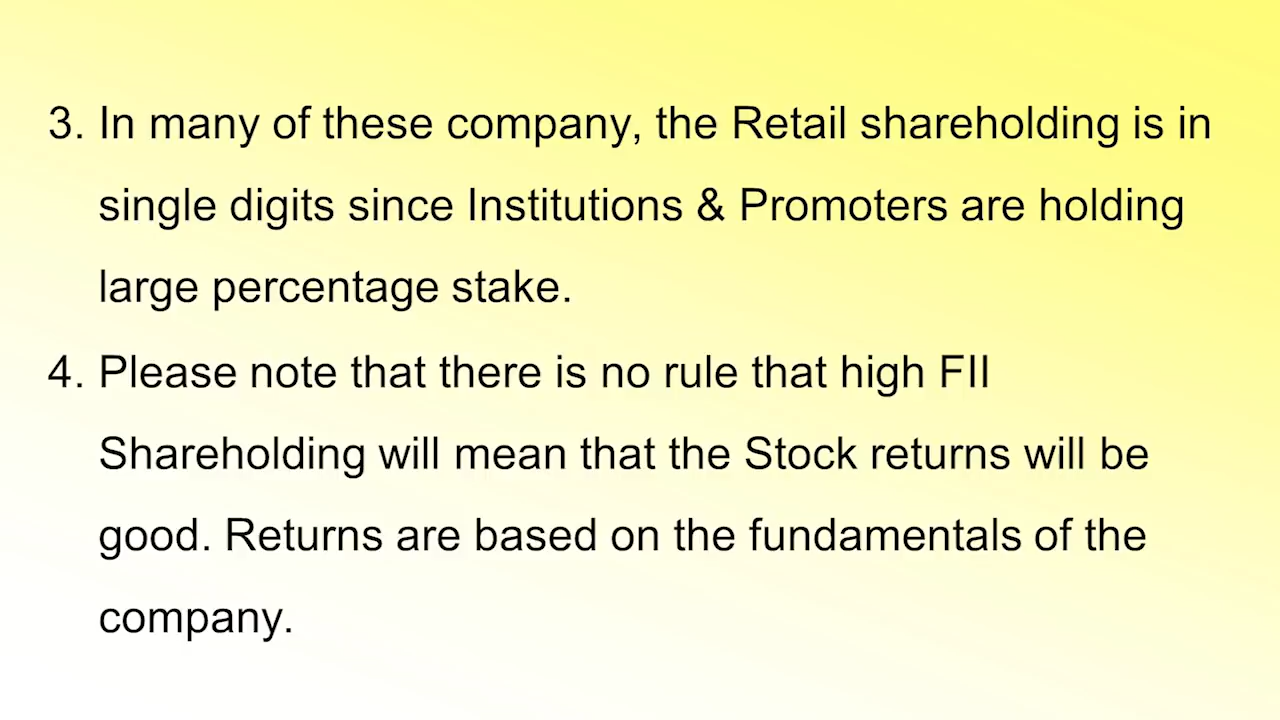 3. In many of these company, the Retail shareholding is in
single digits since Institutions & Promoters are holding
large percentage stake.
4. Please note that there is no rule that high FII
Shareholding will mean that the Stock returns will be
good. Returns are based on the fundamentals of the
company.